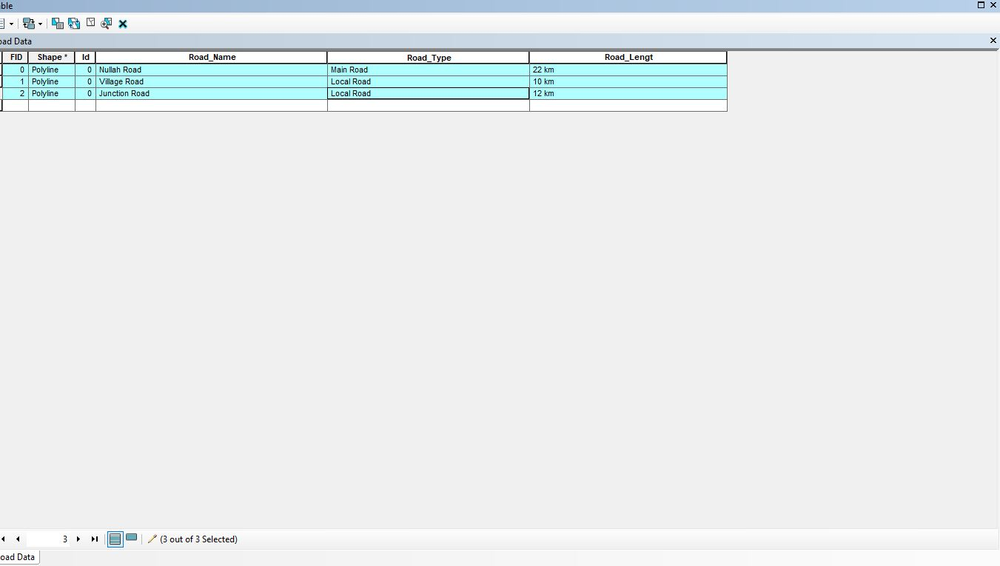 ble
oad Data
FID Shape * Id Road_Name Road_Type Road_Lengt
0 Polyline 0 Nullah Road Main Road 22 km
1 Polyline 0 Village Road Local Road 10 km
2 Polyline 0 Junction Road Local Road 12 km
3 (3 out of 3 Selected)
oad Data